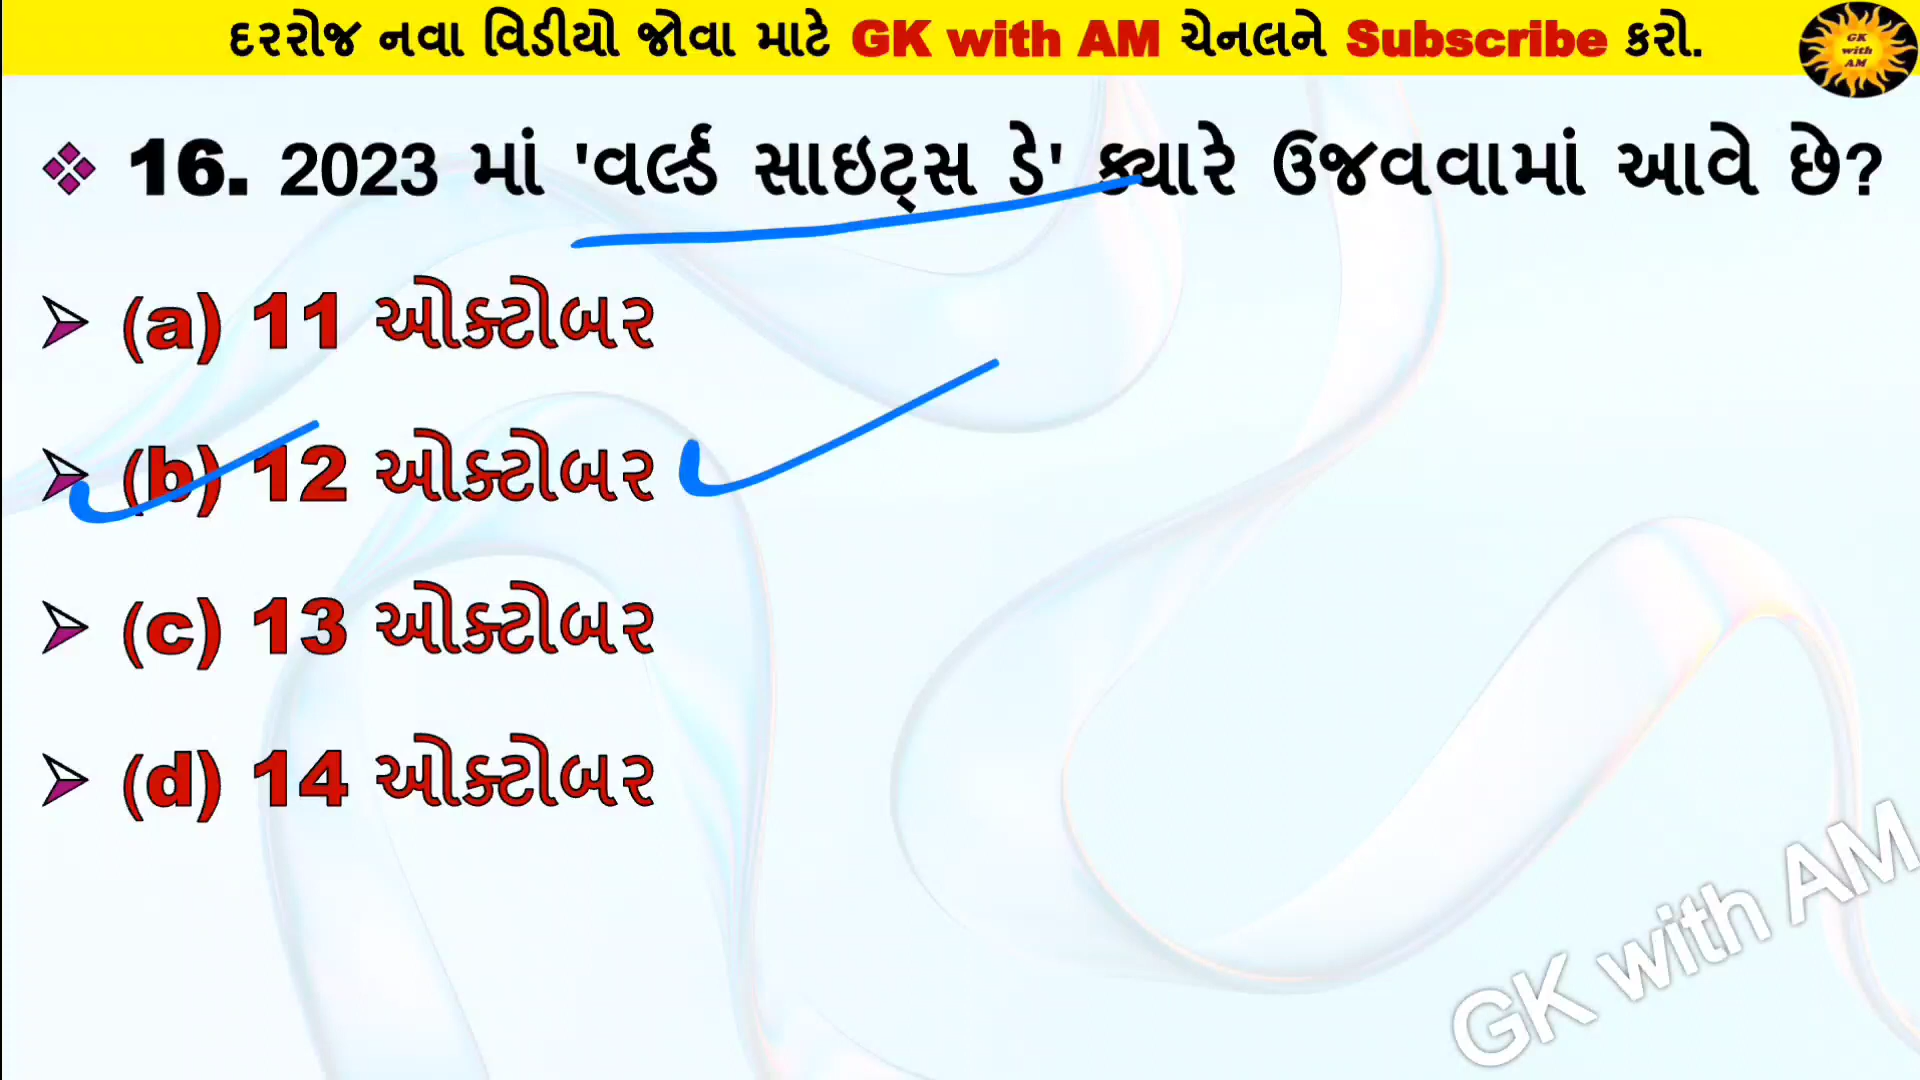 દરરોજ નવા વિડીયો જોવા માટે GK with AM ચેનલને Subscribe કરો.
GK
with
AM
16. 2023 માં 'વર્લ્ડ સાઇટ્સ ડે' ક્યારે ઉજવવામાં આવે છે?
(a) 11 ઓક્ટોબર
(b) 12 ઓક્ટોબર
(c) 13 ઓક્ટોબર
(d) 14 ઓક્ટોબર
GK with AM